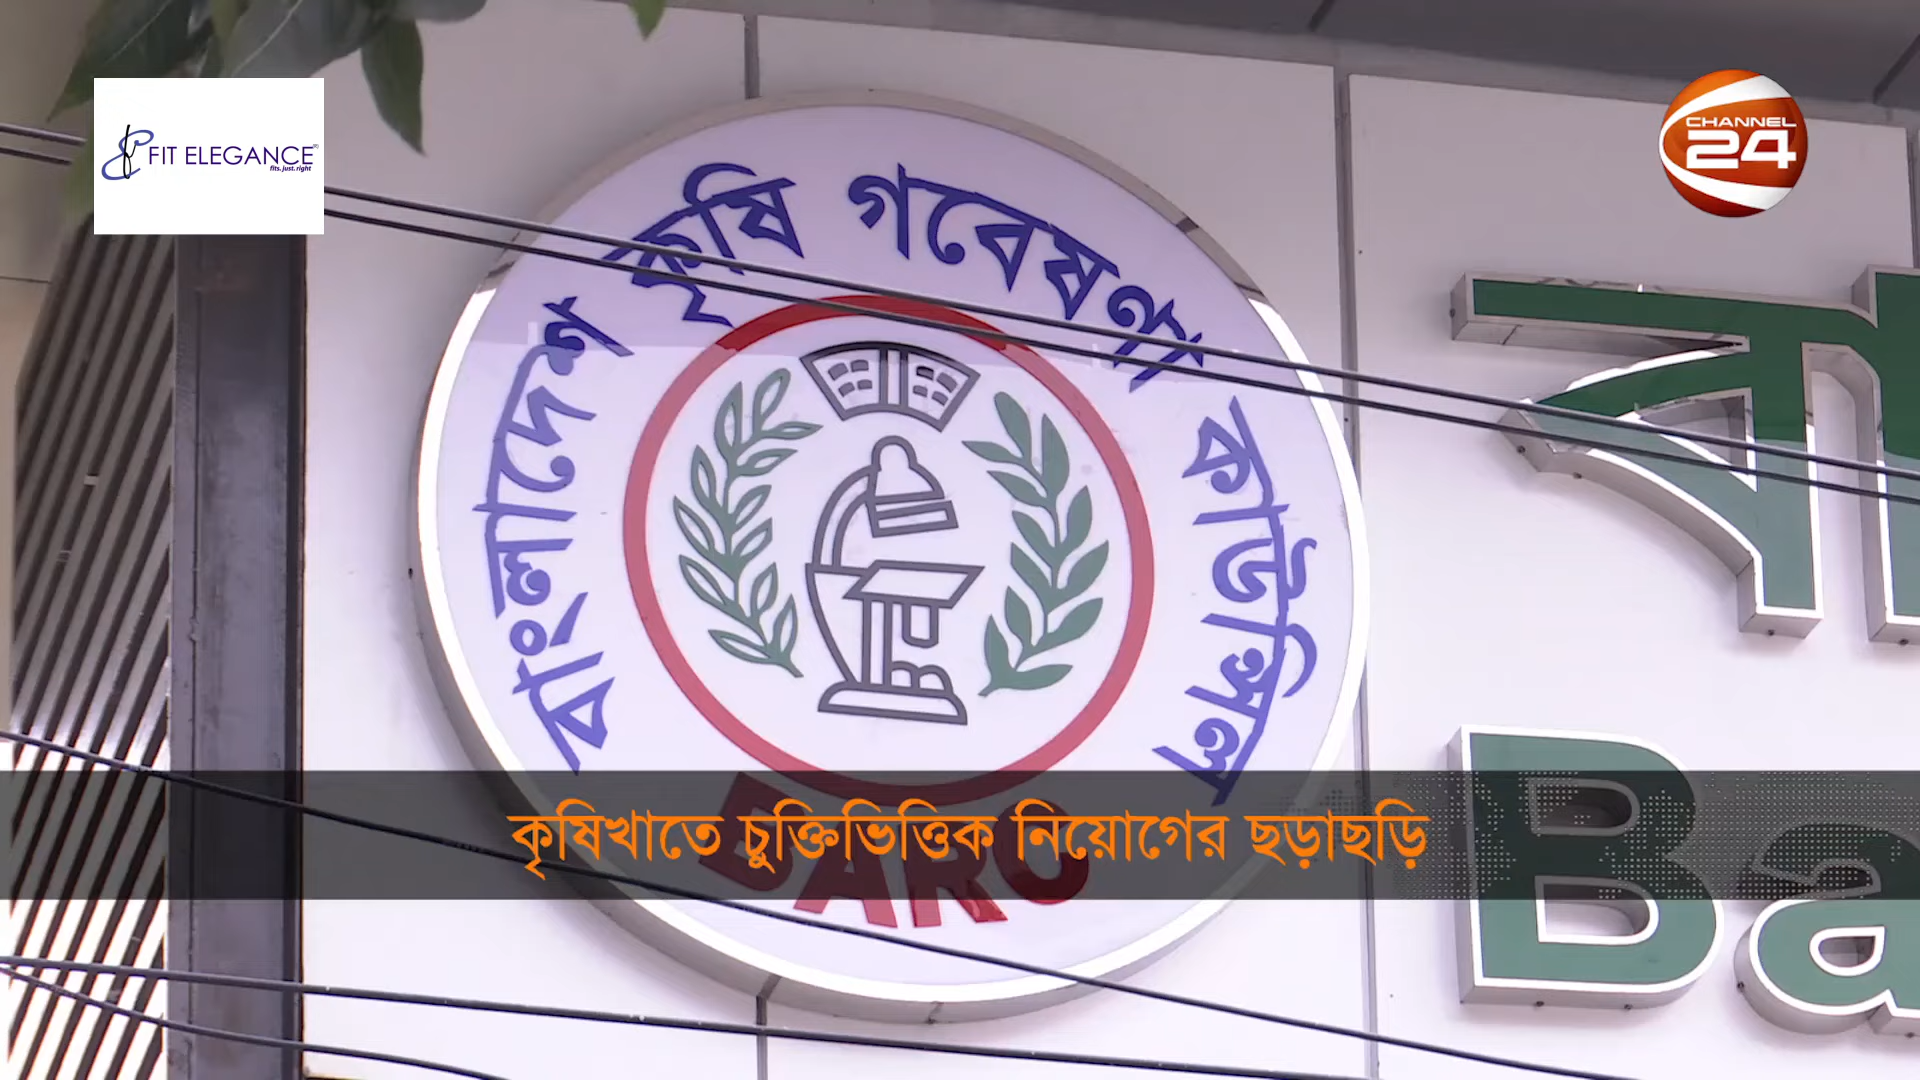 FIT ELEGANCE
fits.just.right
CHANNEL
24
বাংলাদেশ কৃষি গবেষণা কাউন্সিল
BARC
বা
Ba
কৃষিখাতে চুক্তিভিত্তিক নিয়োগের ছড়াছড়ি